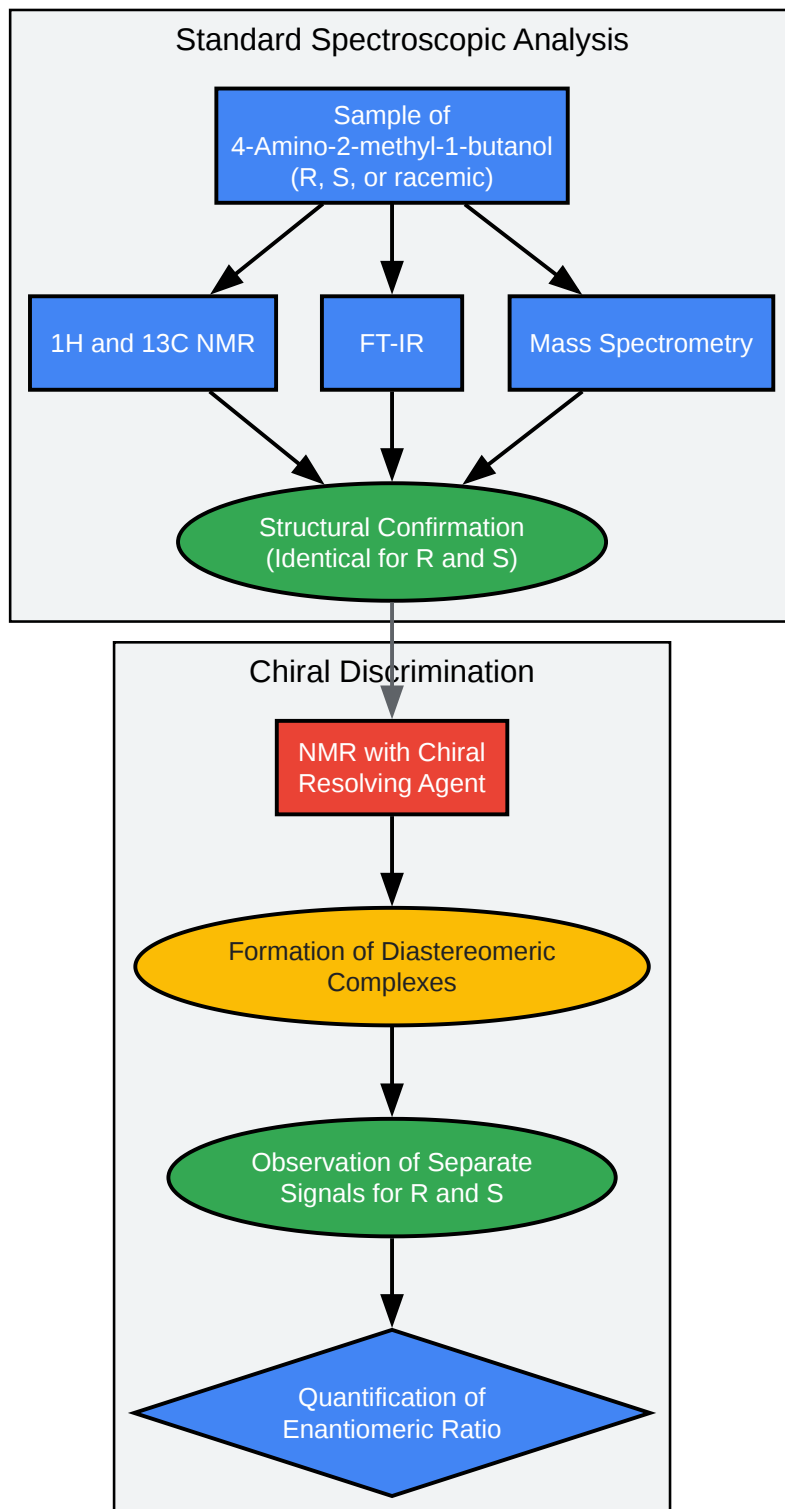 Standard Spectroscopic Analysis
Sample of
4-Amino-2-methyl-1-butanol
(R, S, or racemic)
1H and 13C NMR
FT-IR
Mass Spectrometry
Structural Confirmation
(Identical for R and S)
Chiral Discrimination
NMR with Chiral
Resolving Agent
Formation of Diastereomeric
Complexes
Observation of Separate
Signals for R and S
Quantification of
Enantiomeric Ratio